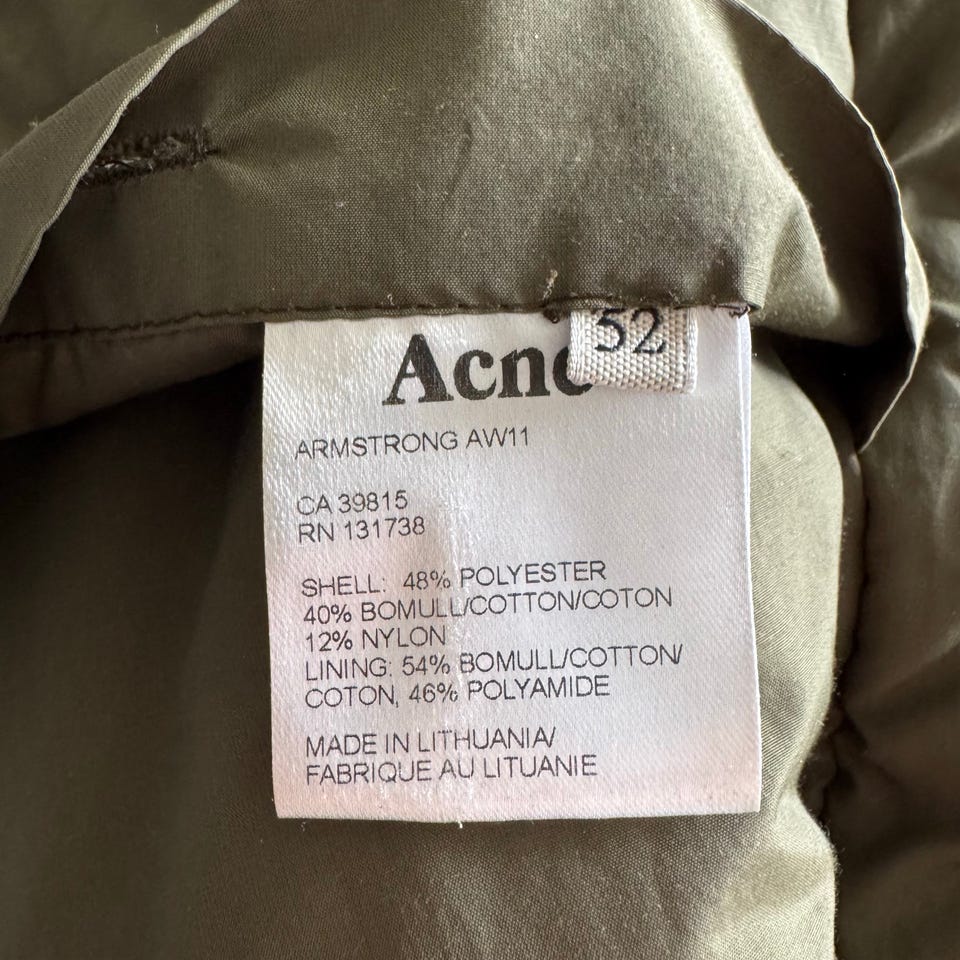 Acne
52
ARMSTRONG AW11
CA 39815
RN 131738
SHELL: 48% POLYESTER
40% BOMULL/COTTON/COTON
12% NYLON
LINING: 54% BOMULL/COTTON/
COTON, 46% POLYAMIDE
MADE IN LITHUANIA/
FABRIQUE AU LITUANIE